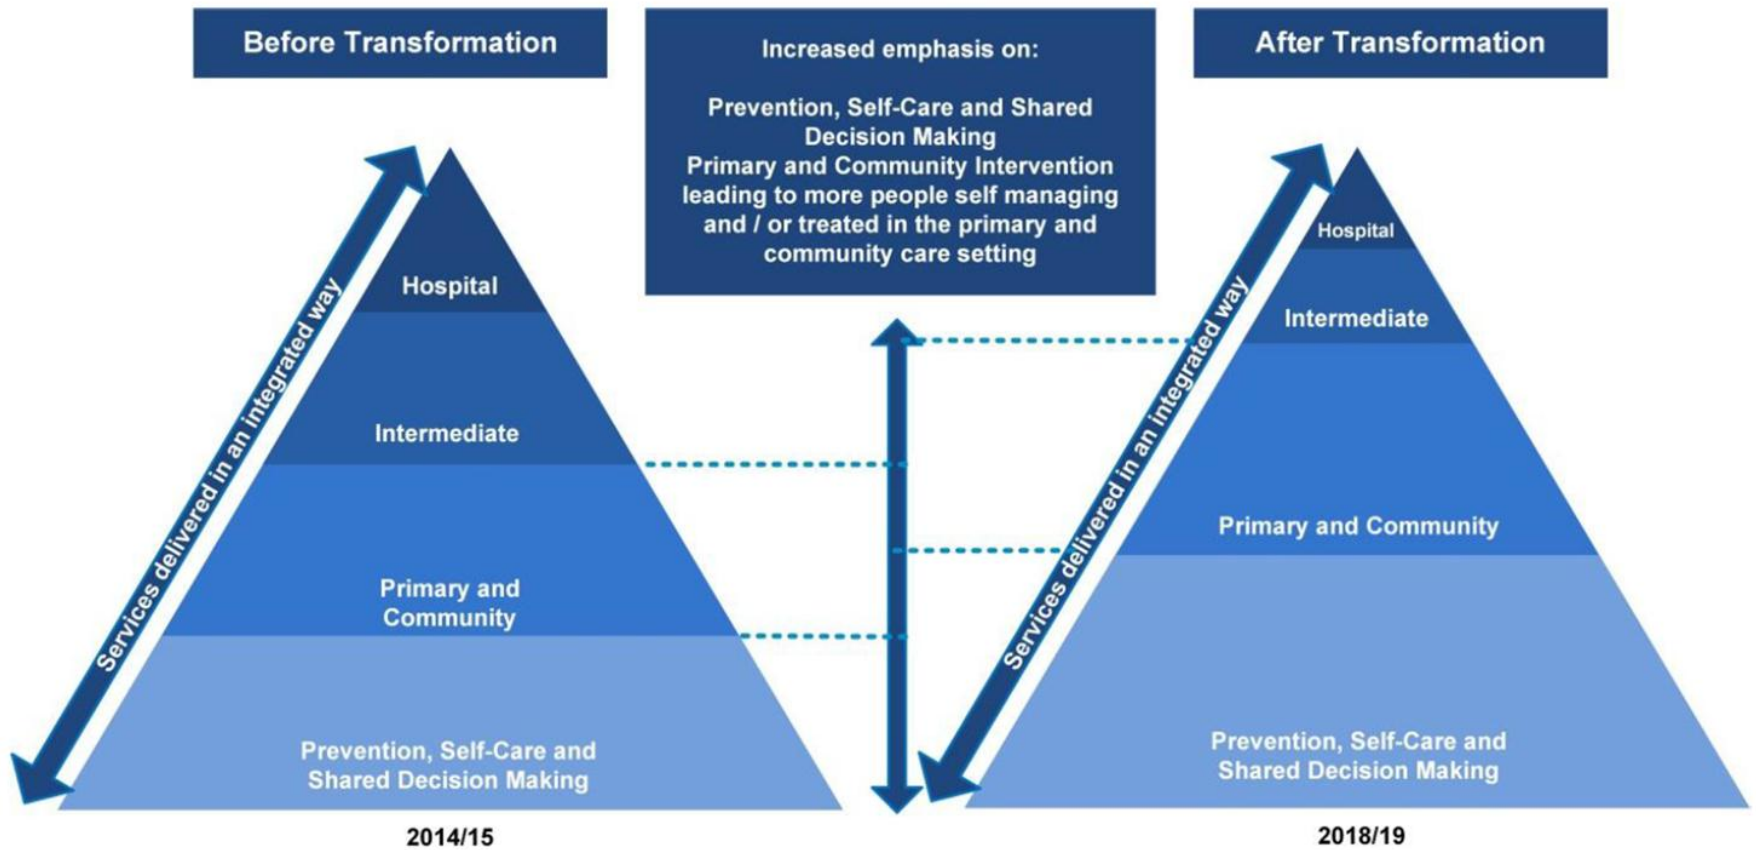 Before Transformation
Increased emphasis on:
Prevention, Self-Care and Shared
Decision Making
Primary and Community Intervention
leading to more people self managing
and / or treated in the primary and
community care setting
After Transformation
Services delivered in an integrated way
Hospital
Intermediate
Primary and
Community
Prevention, Self-Care and
Shared Decision Making
2014/15
Services delivered in an integrated way
Hospital
Intermediate
Primary and Community
Prevention, Self-Care and
Shared Decision Making
2018/19